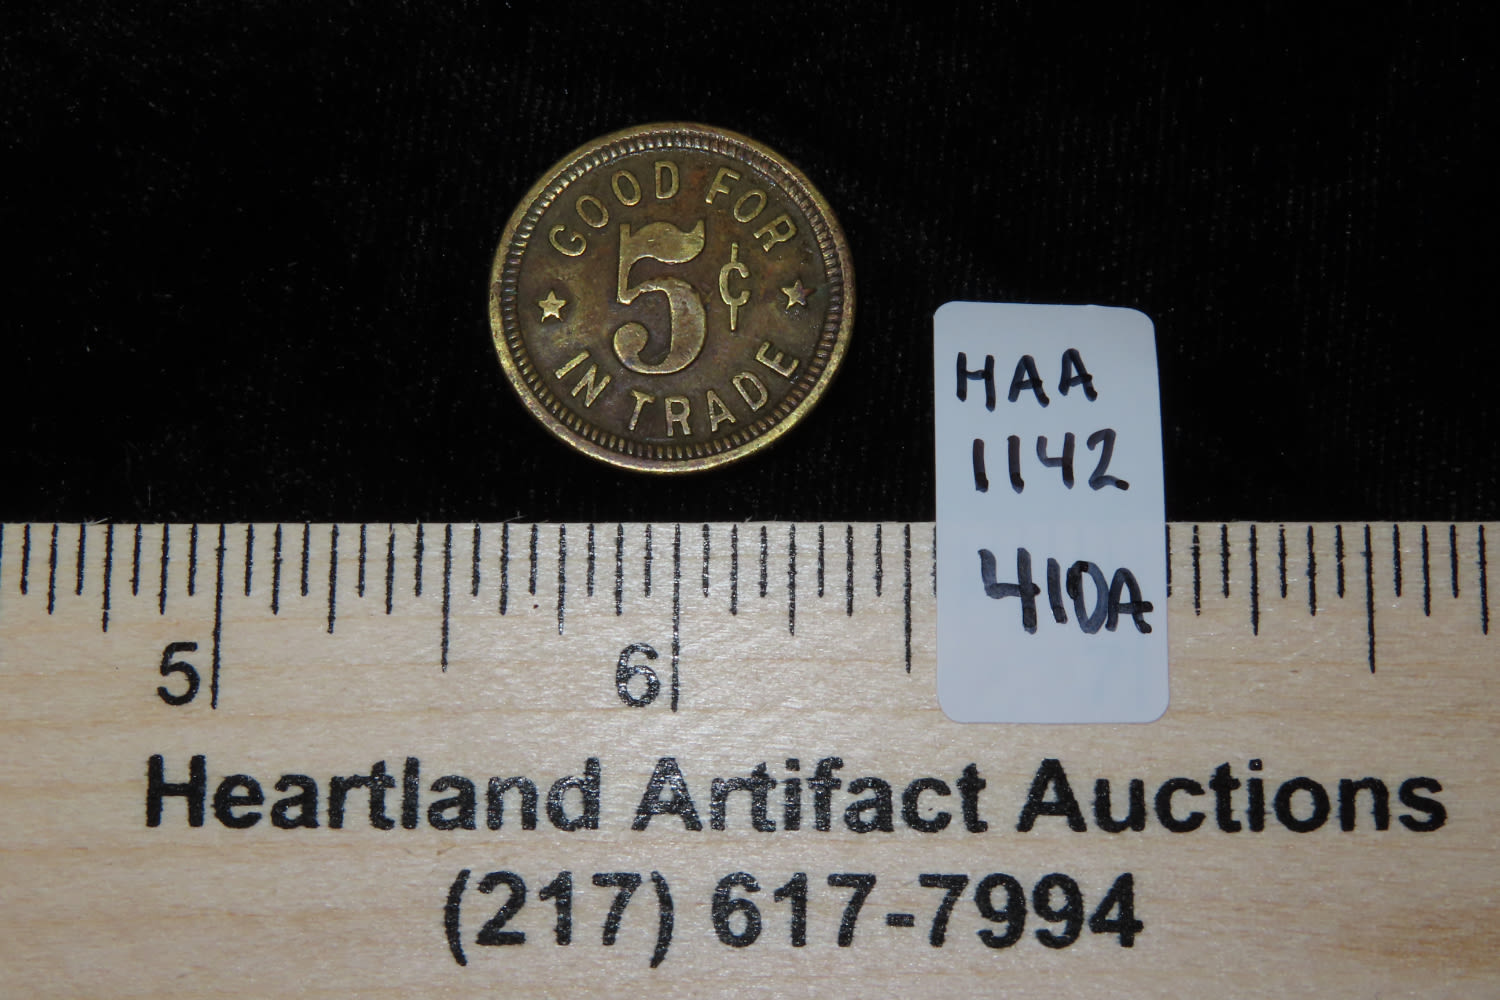 GOOD FOR
5¢
IN TRADE
HAA
1142
410A
5 6
Heartland Artifact Auctions
(217) 617-7994